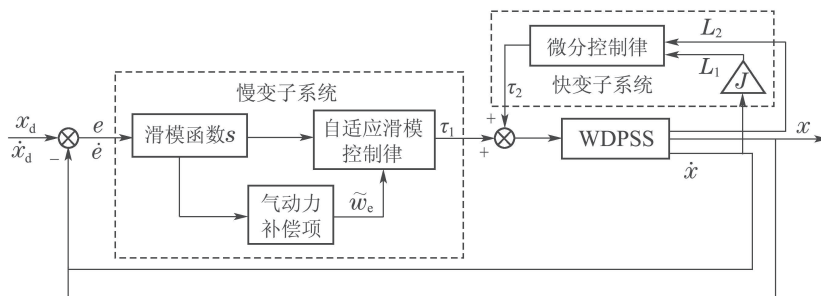 微分控制律
快变子系统
L₂
L₁
J
τ₂
慢变子系统
x_d
ẋ_d
e
ė
滑模函数s
自适应滑模
控制律
τ₁
+
+
−
WDPSS
x
ẋ
气动力
补偿项
w̃ₑ